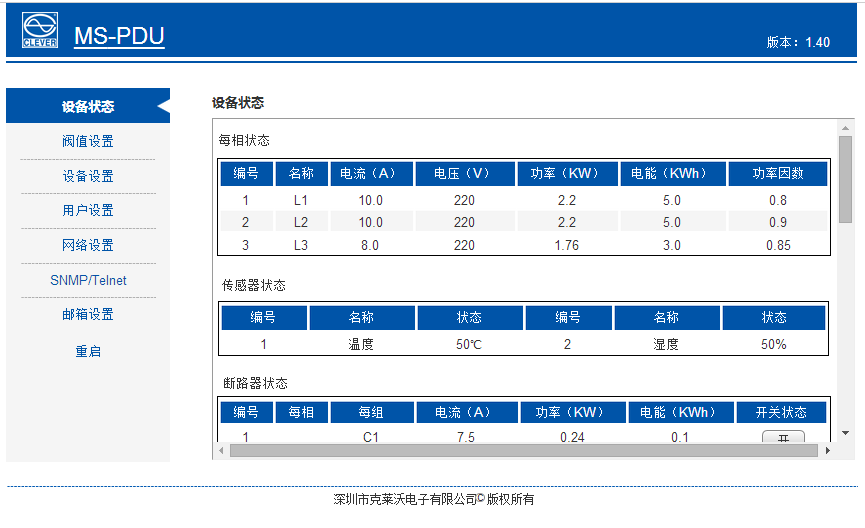 CLEVER
MS-PDU
版本：1.40
设备状态
阀值设置
设备设置
用户设置
网络设置
SNMP/Telnet
邮箱设置
重启
设备状态
每相状态
编号 名称 电流（A） 电压（V） 功率（KW） 电能（KWh） 功率因数
1 L1 10.0 220 2.2 5.0 0.8
2 L2 10.0 220 2.2 5.0 0.9
3 L3 8.0 220 1.76 3.0 0.85
传感器状态
编号 名称 状态 编号 名称 状态
1 温度 50℃ 2 湿度 50%
断路器状态
编号 每相 每组 电流（A） 功率（KW） 电能（KWh） 开关状态
1 C1 7.5 0.24 0.1 开
深圳市克莱沃电子有限公司© 版权所有